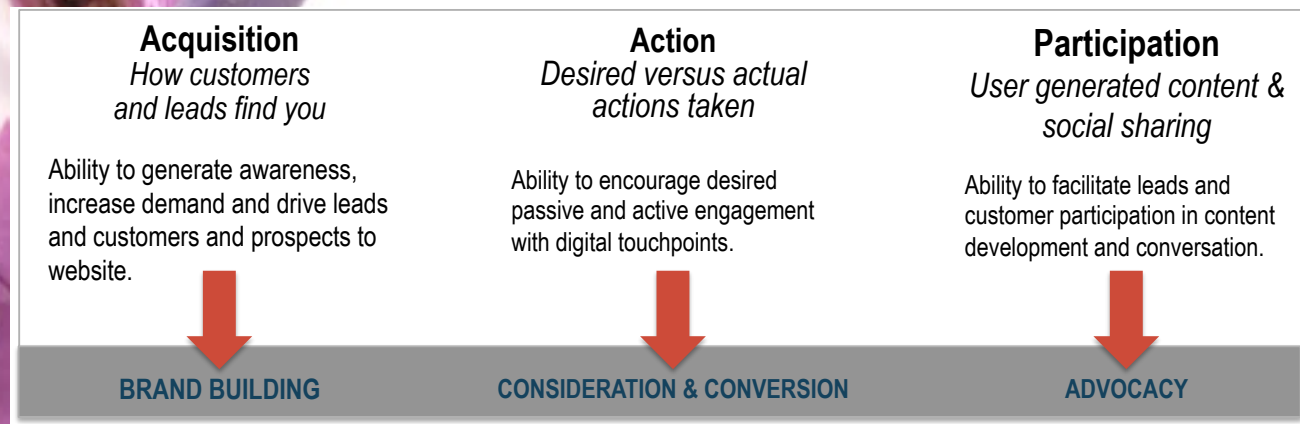 Acquisition
How customers
and leads find you
Ability to generate awareness,
increase demand and drive leads
and customers and prospects to
website.
BRAND BUILDING
Action
Desired versus actual
actions taken
Ability to encourage desired
passive and active engagement
with digital touchpoints.
CONSIDERATION & CONVERSION
Participation
User generated content &
social sharing
Ability to facilitate leads and
customer participation in content
development and conversation.
ADVOCACY